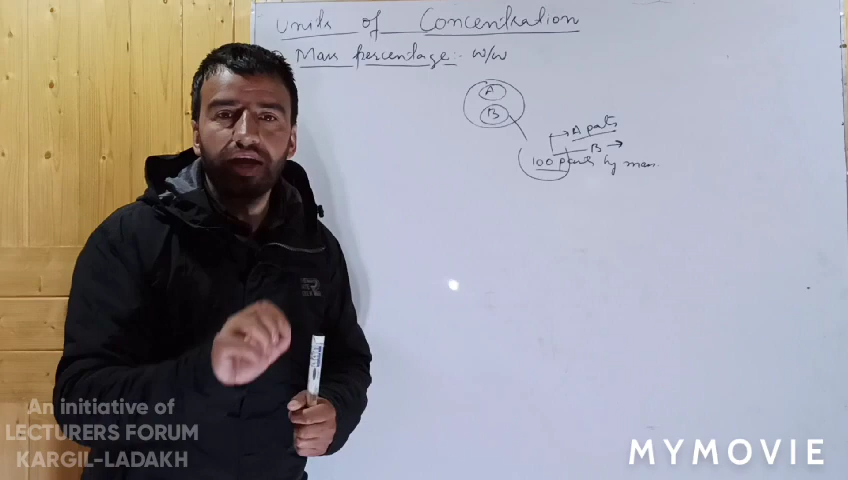 Units of Concentration
Mass percentage :- w/w
A
B
A parts
B
100 parts by mass.
An initiative of
LECTURERS FORUM
KARGIL-LADAKH
MYMOVIE